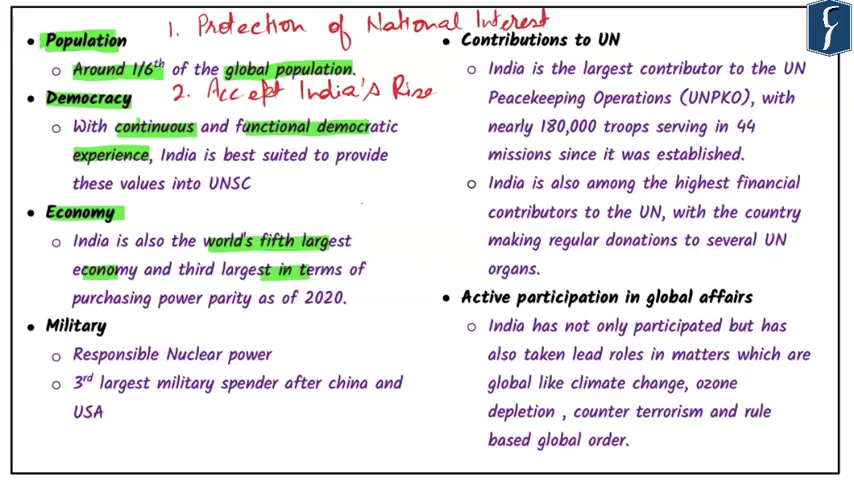 • Population
1. Protection of National Interest
○ Around 1/6th of the global population.
2. Accept India's Rise
• Democracy
○ With continuous and functional democratic
experience, India is best suited to provide
these values into UNSC
• Economy
○ India is also the world's fifth largest
economy and third largest in terms of
purchasing power parity as of 2020.
• Military
○ Responsible Nuclear power
○ 3rd largest military spender after china and
USA
• Contributions to UN
○ India is the largest contributor to the UN
Peacekeeping Operations (UNPKO), with
nearly 180,000 troops serving in 44
missions since it was established.
○ India is also among the highest financial
contributors to the UN, with the country
making regular donations to several UN
organs.
• Active participation in global affairs
○ India has not only participated but has
also taken lead roles in matters which are
global like climate change, ozone
depletion , counter terrorism and rule
based global order.